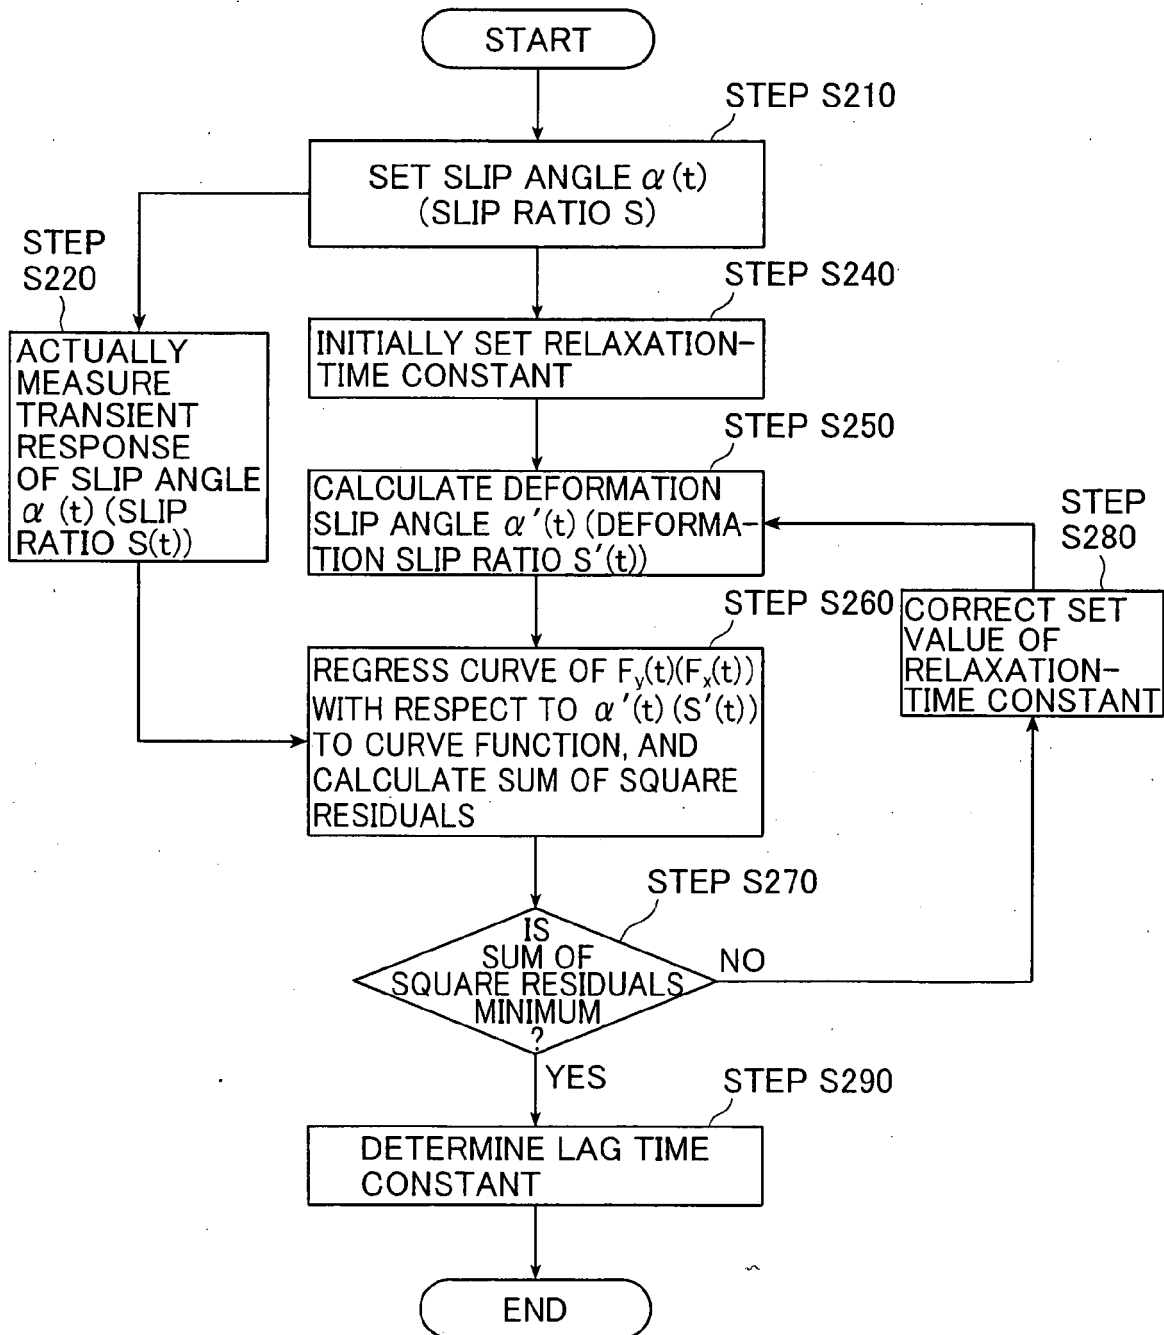 START
STEP S210
SET SLIP ANGLE α(t)
(SLIP RATIO S)
STEP
S220
ACTUALLY
MEASURE
TRANSIENT
RESPONSE
OF SLIP ANGLE
α (t) (SLIP
RATIO S(t))
STEP S240
INITIALLY SET RELAXATION-
TIME CONSTANT
STEP S250
CALCULATE DEFORMATION
SLIP ANGLE α'(t) (DEFORMA-
TION SLIP RATIO S'(t))
STEP
S280
CORRECT SET
VALUE OF
RELAXATION-
TIME CONSTANT
STEP S260
REGRESS CURVE OF Fy(t)(Fx(t))
WITH RESPECT TO α'(t) (S'(t))
TO CURVE FUNCTION, AND
CALCULATE SUM OF SQUARE
RESIDUALS
STEP S270
IS
SUM OF
SQUARE RESIDUALS
MINIMUM
?
NO
YES
STEP S290
DETERMINE LAG TIME
CONSTANT
END